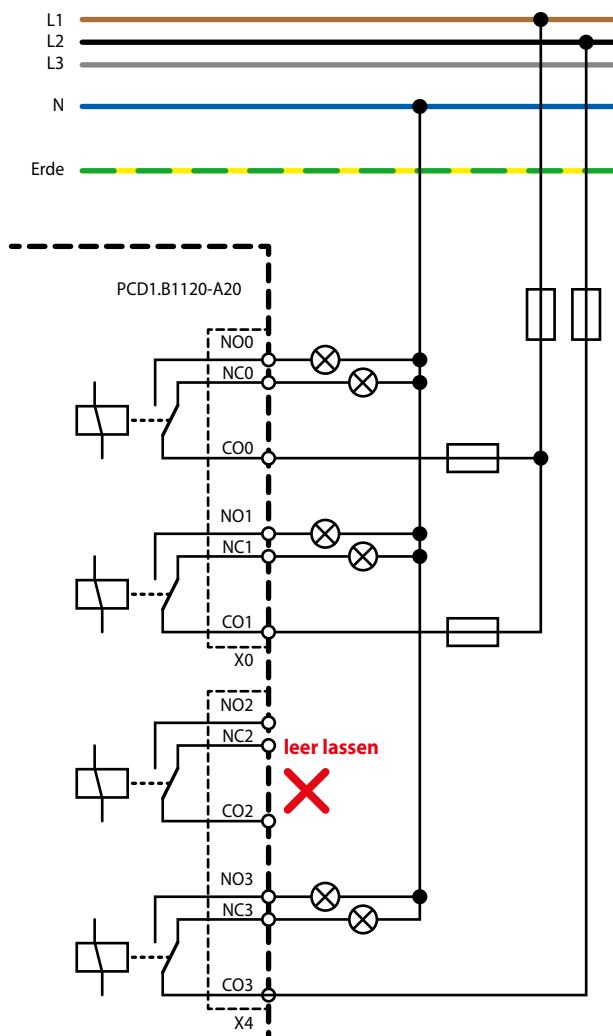 L1
L2
L3
N
Erde
PCD1.B1120-A20
NO0
NC0
CO0
NO1
NC1
CO1
X0
NO2
NC2
leer lassen
CO2
NO3
NC3
CO3
X4